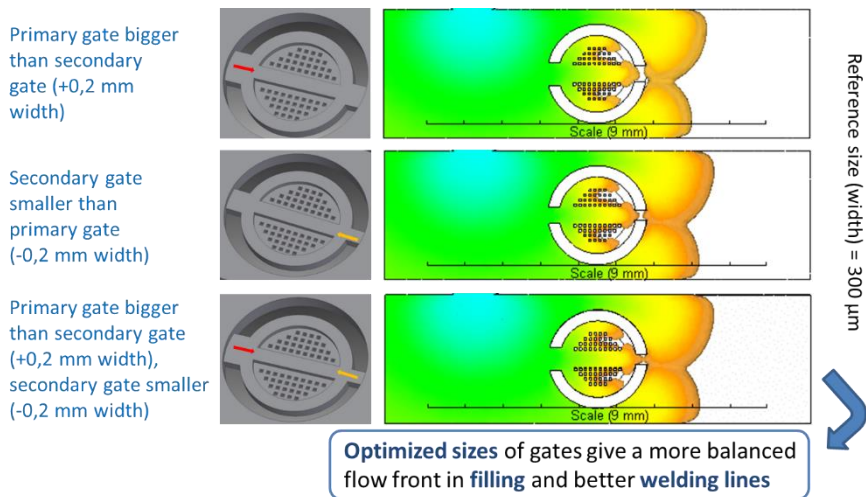 Primary gate bigger
than secondary
gate (+0,2 mm
width)
Scale (9 mm)
Secondary gate
smaller than
primary gate
(-0,2 mm width)
Scale (9 mm)
Primary gate bigger
than secondary gate
(+0,2 mm width),
secondary gate smaller
(-0,2 mm width)
Scale (9 mm)
Reference size (width) = 300 µm
Optimized sizes of gates give a more balanced
flow front in filling and better welding lines